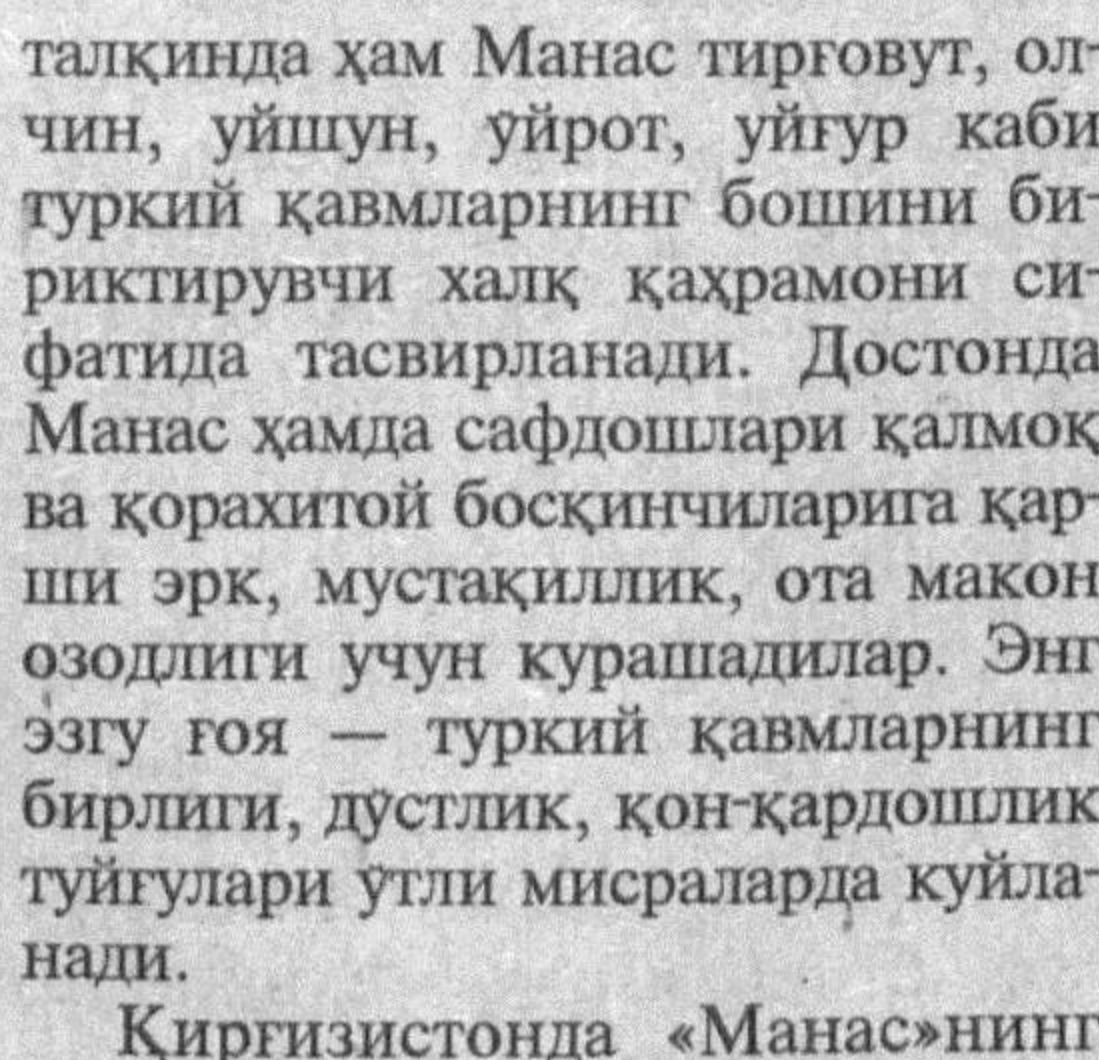 талқинда ҳам Манас тирғовут, ол-
чин, уйшун, ўйрот, уйғур каби
туркий қавмларнинг бошини би-
риктирувчи халқ қаҳрамони си-
фатида тасвирланади. Достонда
Манас ҳамда сафдошлари қалмоқ
ва қорахитой босқинчиларига қар-
ши эрк, мустақиллик, ота макон
озодлиги учун курашадилар. Энг
эзгу ғоя — туркий қавмларнинг
бирлиги, дўстлик, қон-қардошлик
туйғулари ўтли мисраларда куйла-
нади.
Қирғизистонда «Манас»нинг